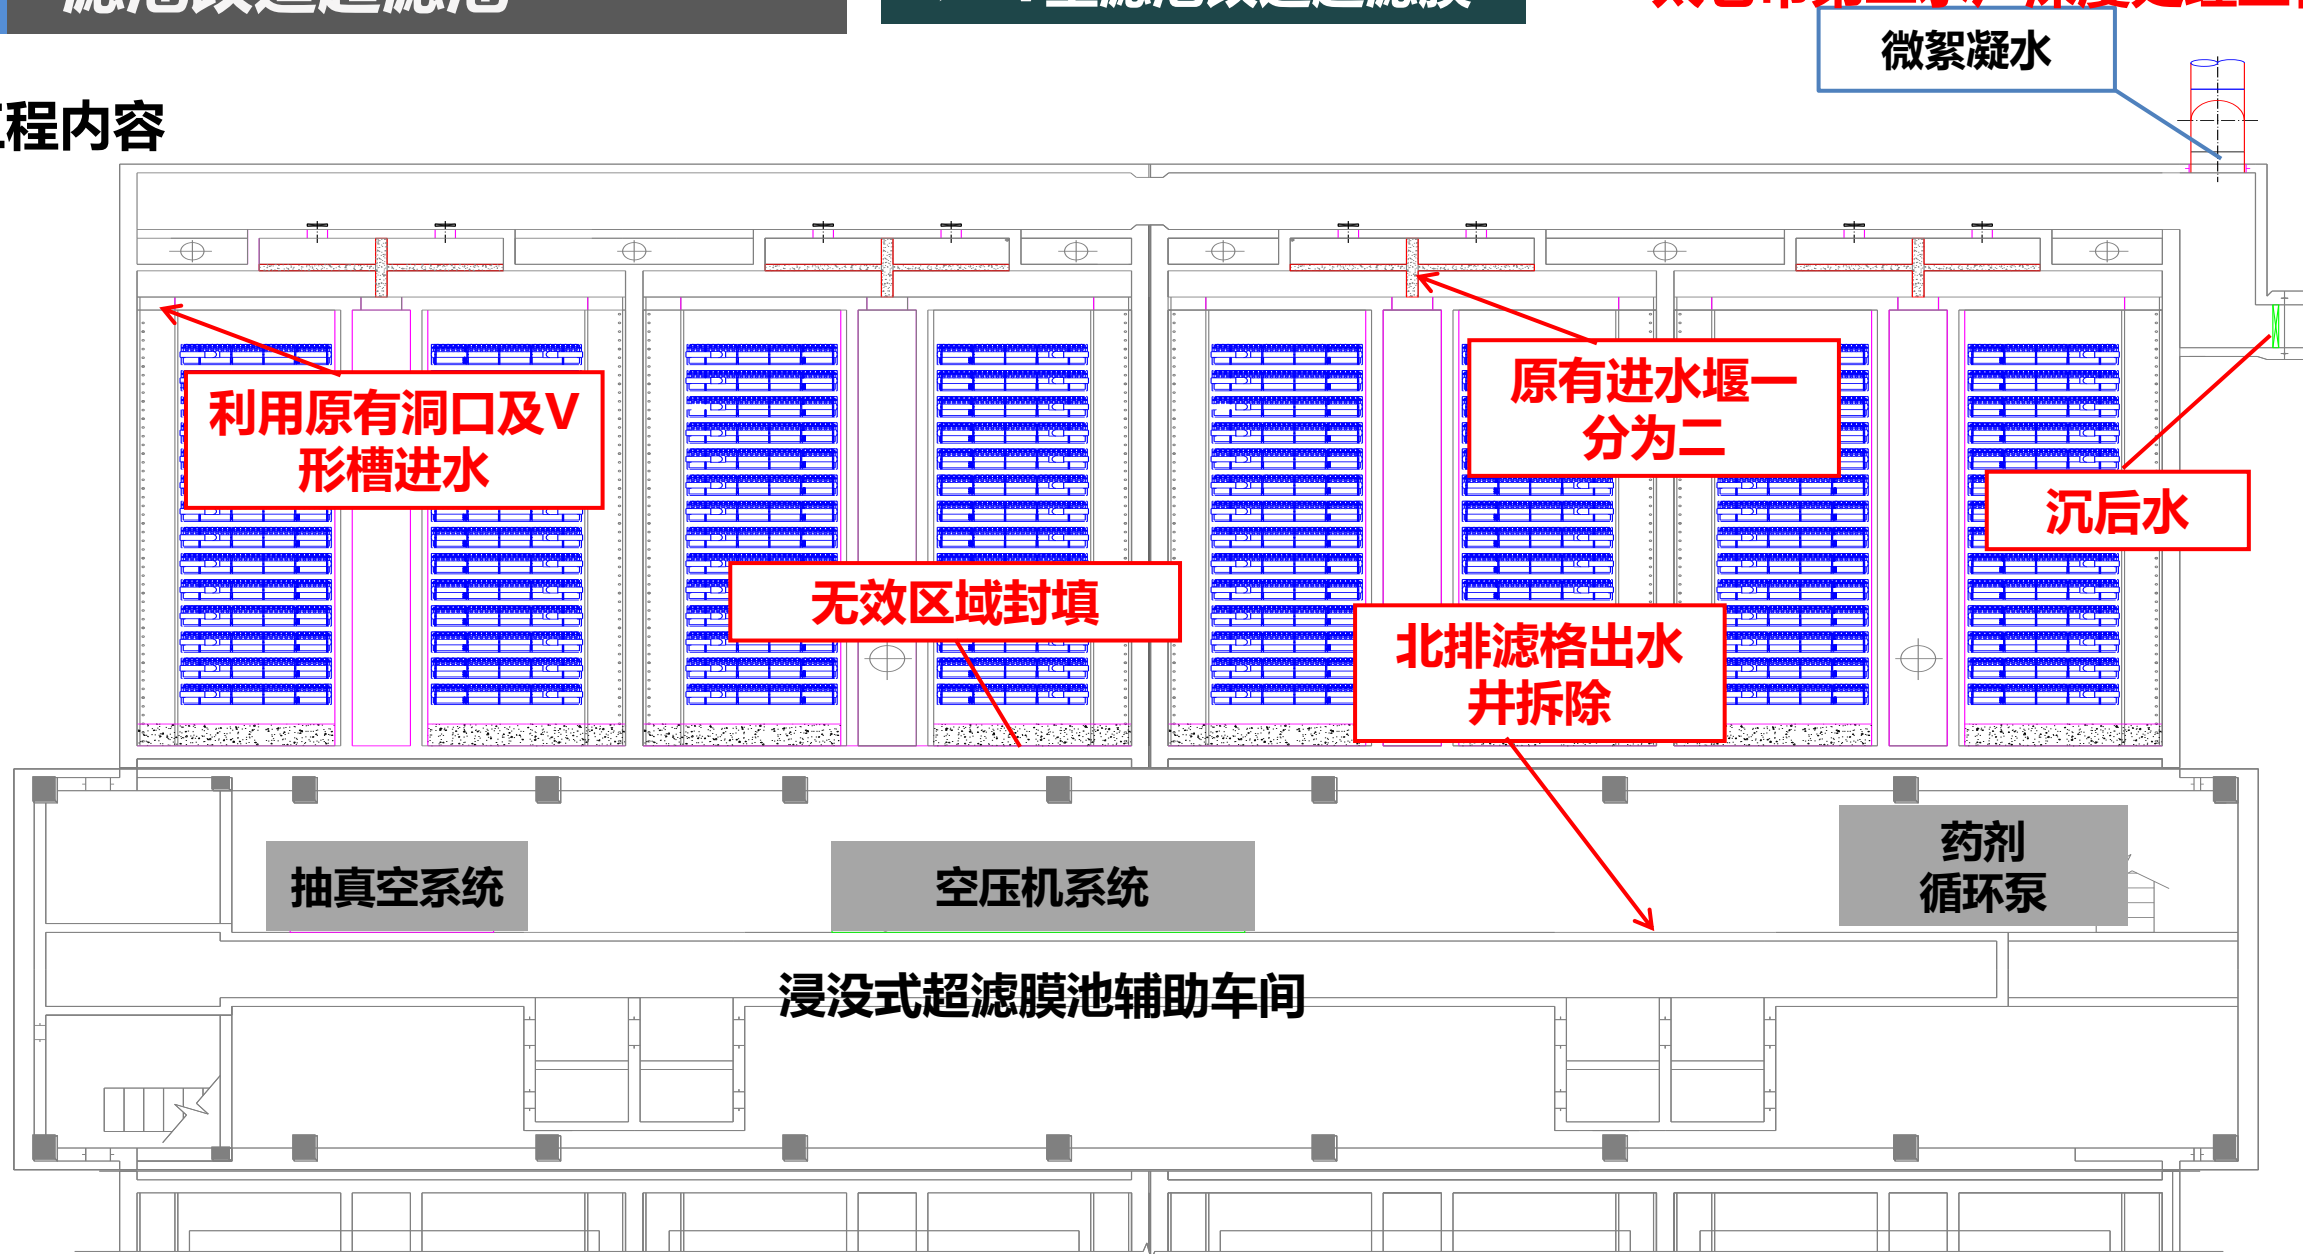 微絮凝水
程内容
利用原有洞口及V
形槽进水
原有进水堰一
分为二
沉后水
无效区域封填
北排滤格出水
井拆除
抽真空系统
空压机系统
药剂
循环泵
浸没式超滤膜池辅助车间